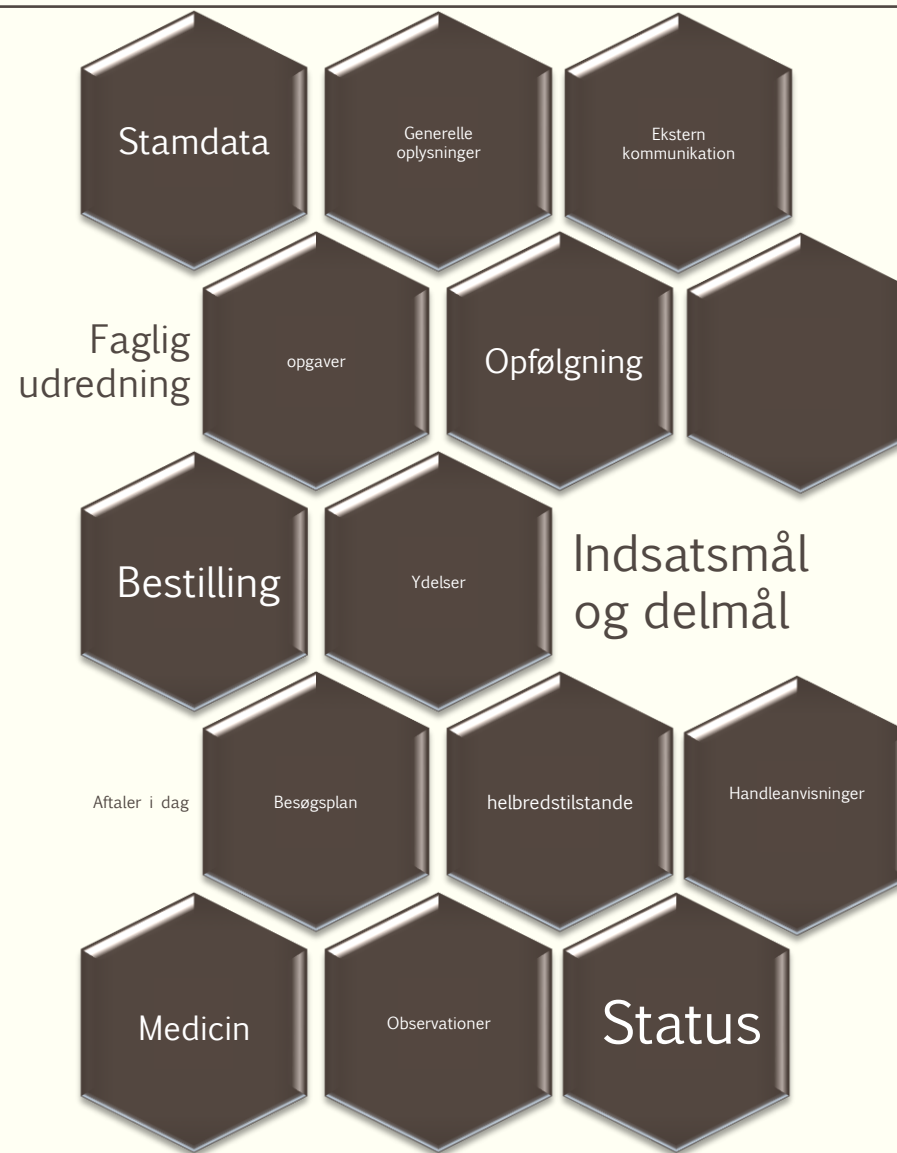 Stamdata
Generelle
oplysninger
Ekstern
kommunikation
Faglig
udredning
opgaver
Opfølgning
Bestilling
Ydelser
Indsatsmål
og delmål
Aftaler i dag
Besøgsplan
helbredstilstande
Handleanvisninger
Medicin
Observationer
Status